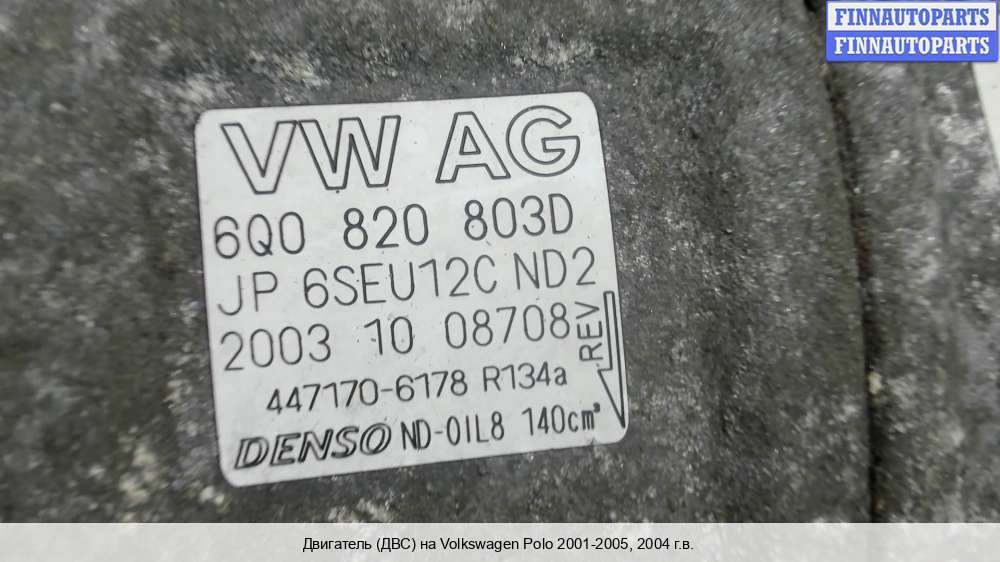 FINNAUTOPARTS
FINNAUTOPARTS
VW AG
6Q0 820 803D
JP 6SEU12C ND2
2003 10 08708
REV
447170-6178 R134a
DENSO ND-OIL8 140cm³
Двигатель (ДВС) на Volkswagen Polo 2001-2005, 2004 г.в.